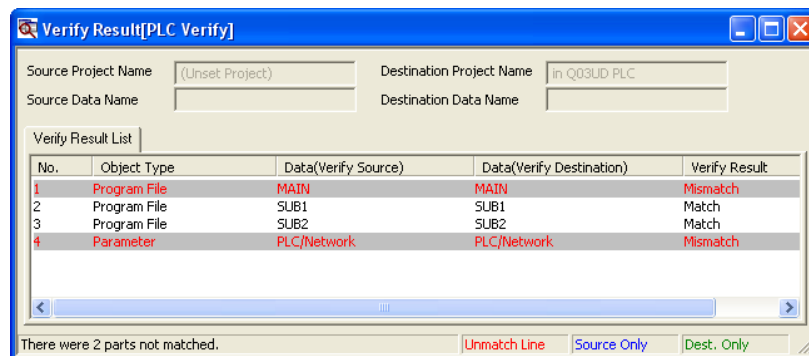 Verify Result[PLC Verify]
Source Project Name (Unset Project) Destination Project Name in Q03UD PLC
Source Data Name Destination Data Name
Verify Result List
No. Object Type Data(Verify Source) Data(Verify Destination) Verify Result
1 Program File MAIN MAIN Mismatch
2 Program File SUB1 SUB1 Match
3 Program File SUB2 SUB2 Match
4 Parameter PLC/Network PLC/Network Mismatch
There were 2 parts not matched. Unmatch Line Source Only Dest. Only